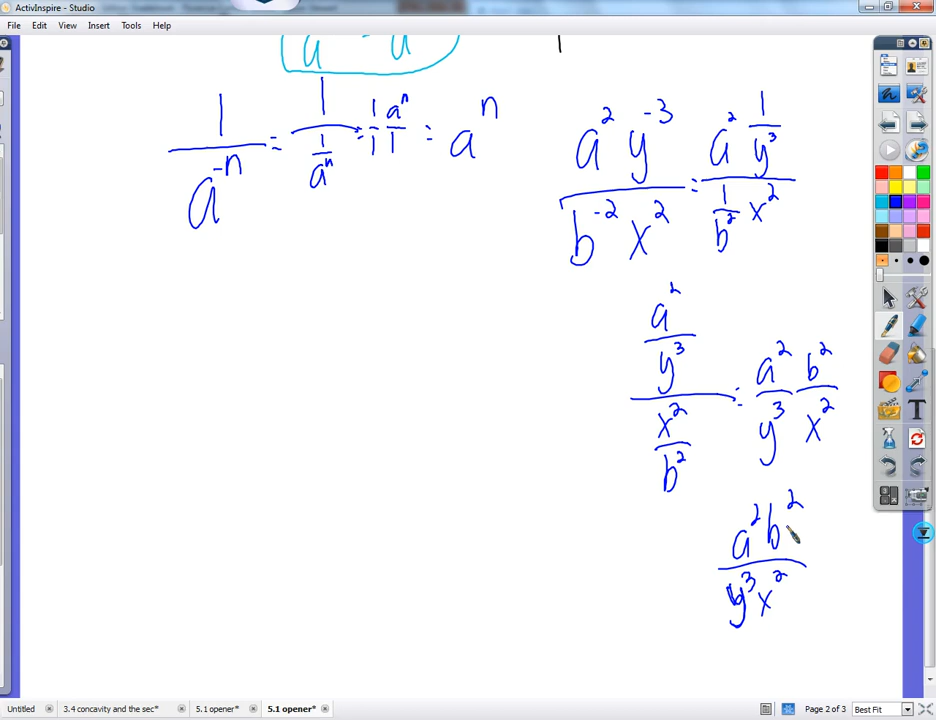 ActivInspire - Studio
File Edit View Insert Tools Help
1/a^-n = 1/(1/a^n) = 1/1 a^n/1 = a^n
a^2 y^-3 / b^-2 x^2 = a^2 1/y^3 / 1/b^2 x^2
a^2/y^3 / x^2/b^2 = a^2/y^3 b^2/x^2
a^2 b^2 / y^3 x^2
Untitled 3.4 concavity and the sec* 5.1 opener* 5.1 opener* Page 2 of 3 Best Fit